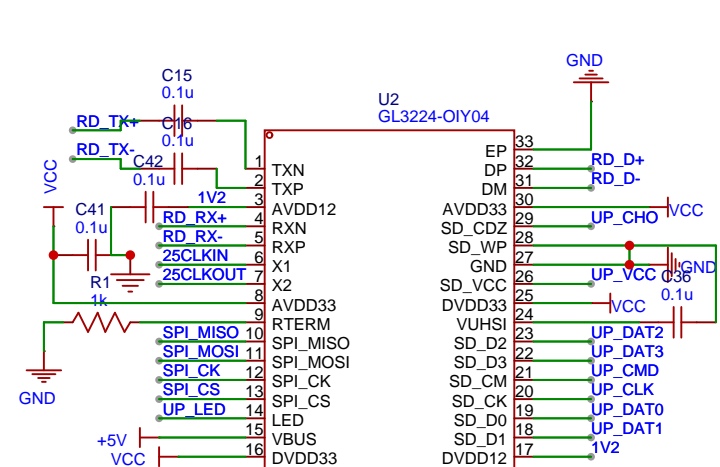 GND
C15
0.1u
U2
GL3224-OIY04
RD_TX+
C16
0.1u
RD_TX-
C42
0.1u
VCC
1V2
C41
0.1u
RD_RX+
RD_RX-
25CLKIN
25CLKOUT
R1
1k
SPI_MISO
SPI_MOSI
SPI_CK
SPI_CS
UP_LED
GND
+5V
VCC
1 TXN
2 TXP
3 AVDD12
4 RXN
5 RXP
6 X1
7 X2
8 AVDD33
9 RTERM
10 SPI_MISO
11 SPI_MOSI
12 SPI_CK
13 SPI_CS
14 LED
15 VBUS
16 DVDD33
EP 33
DP 32 RD_D+
DM 31 RD_D-
AVDD33 30 VCC
SD_CDZ 29 UP_CHO
SD_WP 28
GND 27 GND
SD_VCC 26 UP_VCC
C36
0.1u
DVDD33 25 VCC
VUHSI 24
SD_D2 23 UP_DAT2
SD_D3 22 UP_DAT3
SD_CM 21 UP_CMD
SD_CK 20 UP_CLK
SD_D0 19 UP_DAT0
SD_D1 18 UP_DAT1
DVDD12 17 1V2